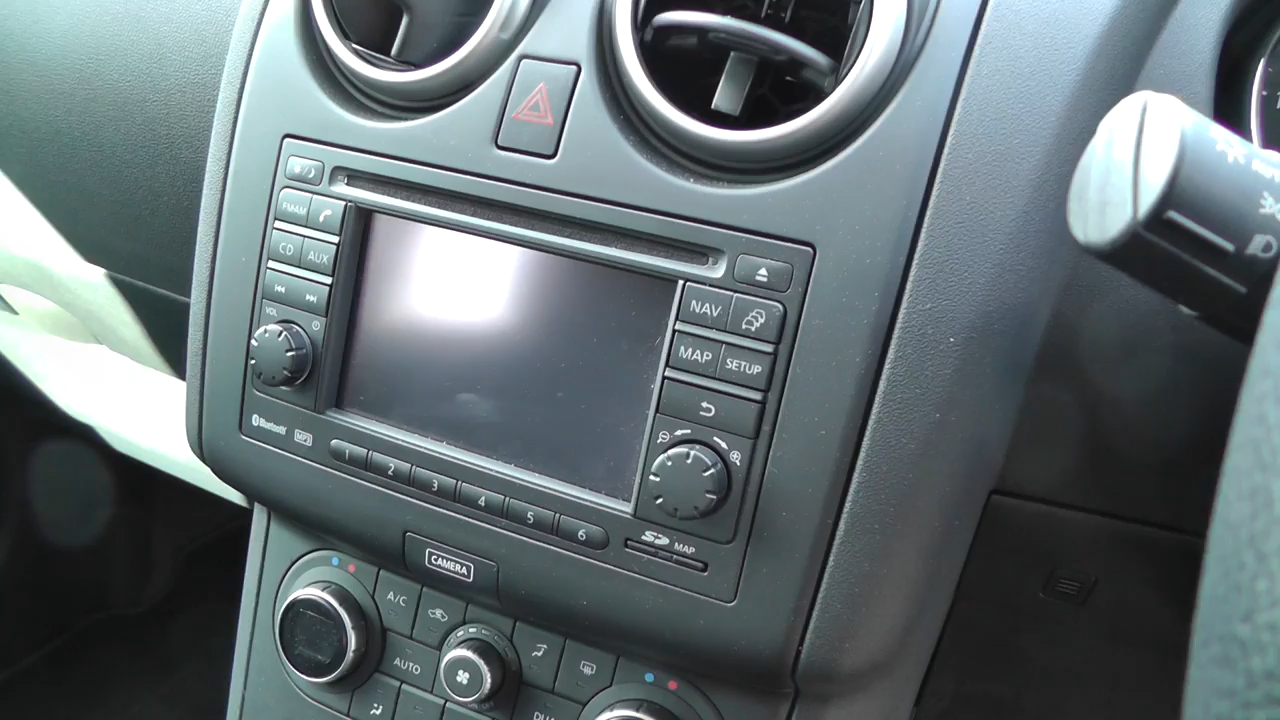 FM·AM
CD AUX
VOL
NAV
MAP SETUP
Bluetooth MP3
1 2 3 4 5 6
SD MAP
CAMERA
A/C
AUTO